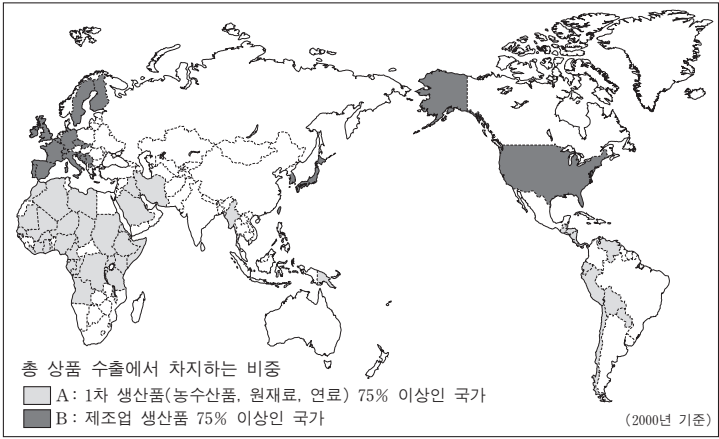 총 상품 수출에서 차지하는 비중
A : 1차 생산품(농수산품, 원재료, 연료) 75% 이상인 국가
B : 제조업 생산품 75% 이상인 국가
(2000년 기준)